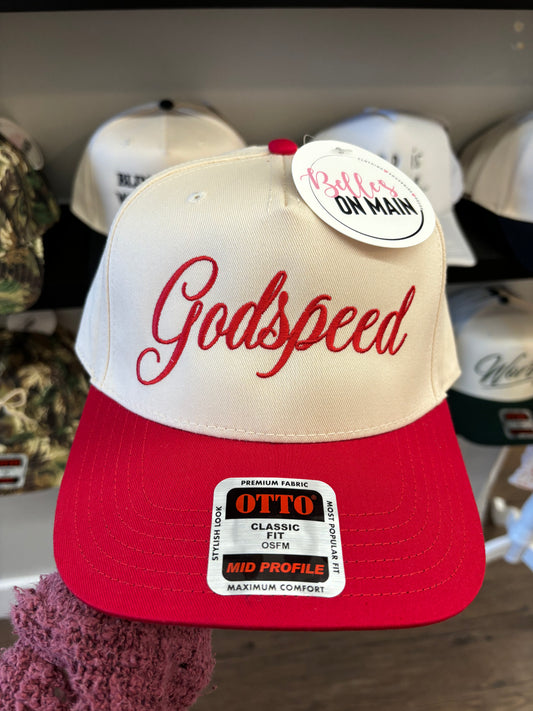 Belles
ON MAIN
Godspeed
PREMIUM FABRIC
STYLISH LOOK
OTTO
CLASSIC
FIT
OSFM
MID PROFILE
MOST POPULAR FIT
MAXIMUM COMFORT